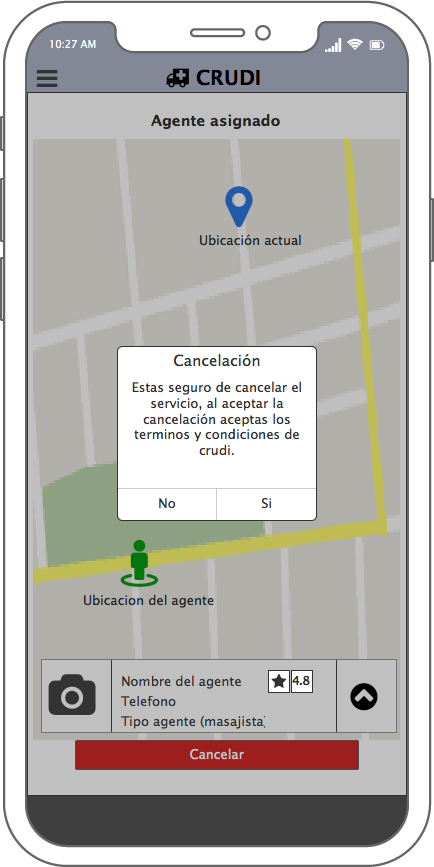 10:27 AM
CRUDI
Agente asignado
Ubicación actual
Cancelación
Estas seguro de cancelar el
servicio, al aceptar la
cancelación aceptas los
terminos y condiciones de
crudi.
No
Si
Ubicacion del agente
Nombre del agente
4.8
Telefono
Tipo agente (masajista)
Cancelar